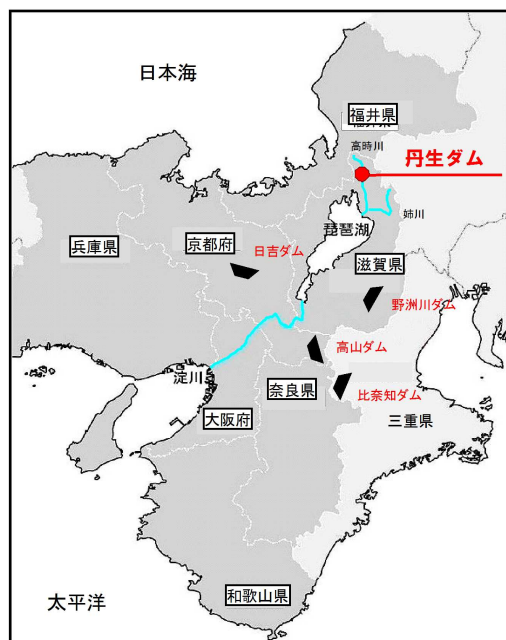 日本海
福井県
高時川
丹生ダム
姉川
琵琶湖
兵庫県
京都府
日吉ダム
滋賀県
野洲川ダム
高山ダム
淀川
奈良県
比奈知ダム
大阪府
三重県
和歌山県
太平洋